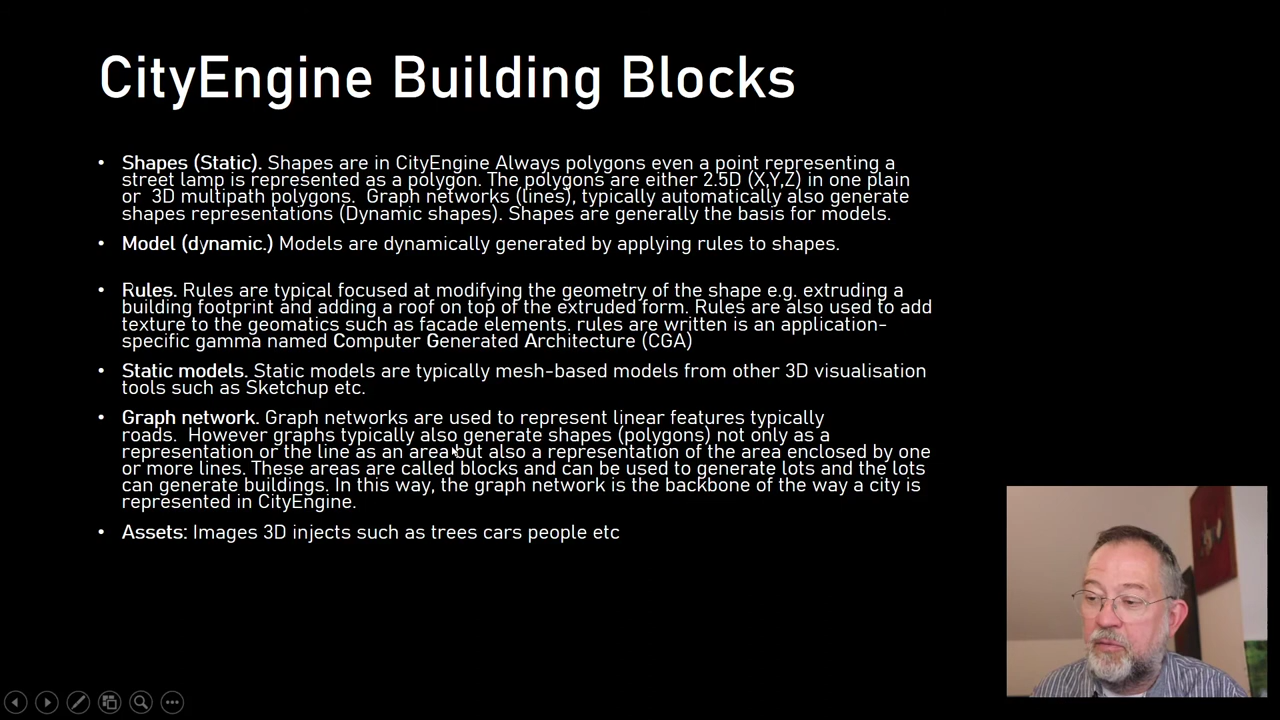 CityEngine Building Blocks
• Shapes (Static). Shapes are in CityEngine Always polygons even a point representing a
street lamp is represented as a polygon. The polygons are either 2.5D (X,Y,Z) in one plain
or 3D multipath polygons. Graph networks (lines), typically automatically also generate
shapes representations (Dynamic shapes). Shapes are generally the basis for models.
• Model (dynamic.) Models are dynamically generated by applying rules to shapes.
• Rules. Rules are typical focused at modifying the geometry of the shape e.g. extruding a
building footprint and adding a roof on top of the extruded form. Rules are also used to add
texture to the geomatics such as facade elements. rules are written is an application-
specific gamma named Computer Generated Architecture (CGA)
• Static models. Static models are typically mesh-based models from other 3D visualisation
tools such as Sketchup etc.
• Graph network. Graph networks are used to represent linear features typically
roads. However graphs typically also generate shapes (polygons) not only as a
representation or the line as an area but also a representation of the area enclosed by one
or more lines. These areas are called blocks and can be used to generate lots and the lots
can generate buildings. In this way, the graph network is the backbone of the way a city is
represented in CityEngine.
• Assets: Images 3D injects such as trees cars people etc